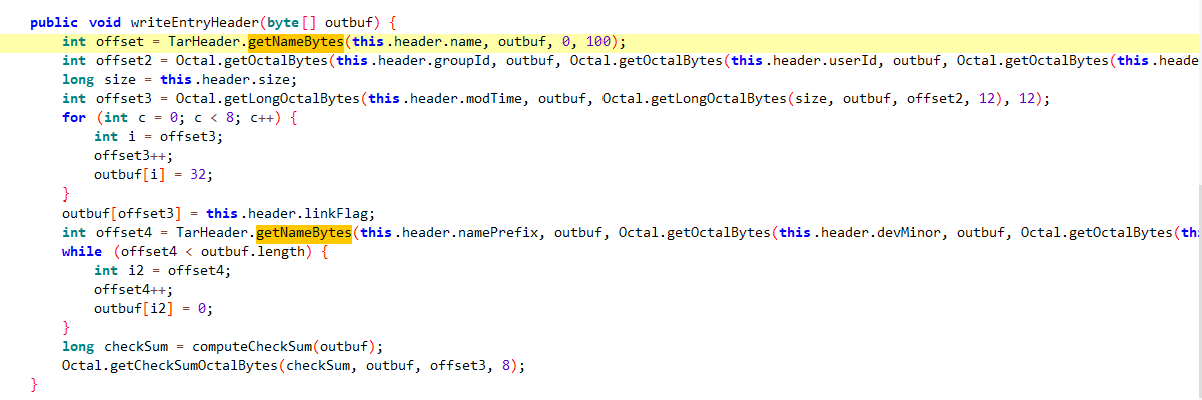 public void writeEntryHeader(byte[] outbuf) {
int offset = TarHeader.getNameBytes(this.header.name, outbuf, 0, 100);
int offset2 = Octal.getOctalBytes(this.header.groupId, outbuf, Octal.getOctalBytes(this.header.userId, outbuf, Octal.getOctalBytes(this.heade
long size = this.header.size;
int offset3 = Octal.getLongOctalBytes(this.header.modTime, outbuf, Octal.getLongOctalBytes(size, outbuf, offset2, 12), 12);
for (int c = 0; c < 8; c++) {
int i = offset3;
offset3++;
outbuf[i] = 32;
}
outbuf[offset3] = this.header.linkFlag;
int offset4 = TarHeader.getNameBytes(this.header.namePrefix, outbuf, Octal.getOctalBytes(this.header.devMinor, outbuf, Octal.getOctalBytes(th
while (offset4 < outbuf.length) {
int i2 = offset4;
offset4++;
outbuf[i2] = 0;
}
long checkSum = computeCheckSum(outbuf);
Octal.getCheckSumOctalBytes(checkSum, outbuf, offset3, 8);
}